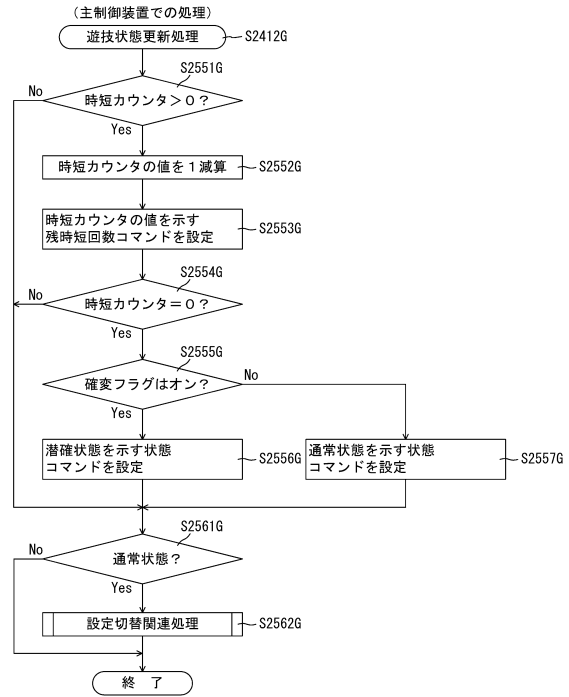 (主制御装置での処理)
遊技状態更新処理
S2412G
S2551G
No
時短カウンタ>0?
Yes
時短カウンタの値を1減算
S2552G
時短カウンタの値を示す
残時短回数コマンドを設定
S2553G
S2554G
No
時短カウンタ=0?
Yes
S2555G
確変フラグはオン?
No
Yes
潜確状態を示す状態
コマンドを設定
S2556G
通常状態を示す状態
コマンドを設定
S2557G
S2561G
No
通常状態?
Yes
設定切替関連処理
S2562G
終 了